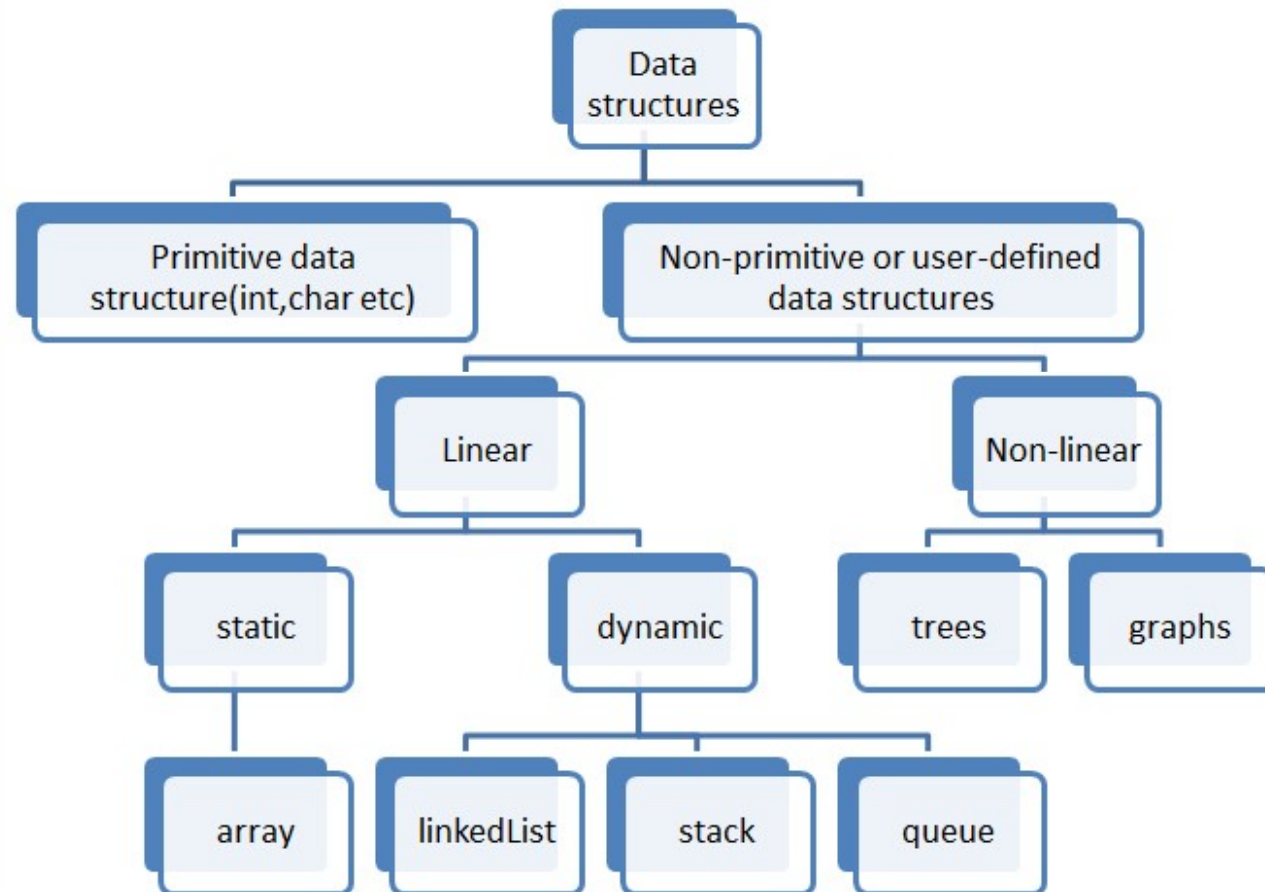 Data
structures
Primitive data
structure(int,char etc)
Non-primitive or user-defined
data structures
Linear
Non-linear
static
dynamic
trees
graphs
array
linkedList
stack
queue